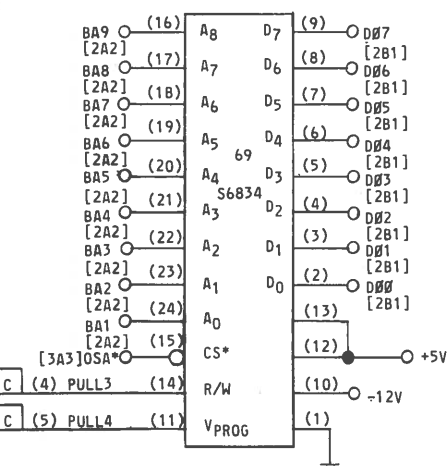 BA9 (16) A8 D7 (9) DØ7
[2A2] [2B1]
BA8 (17) A7 D6 (8) DØ6
[2A2] [2B1]
BA7 (18) A6 D5 (7) DØ5
[2A2] [2B1]
BA6 (19) A5 D4 (6) DØ4
[2A2] 69 [2B1]
BA5 (20) A4 D3 (5) DØ3
[2A2] S6834 [2B1]
BA4 (21) A3 D2 (4) DØ2
[2A2] [2B1]
BA3 (22) A2 D1 (3) DØ1
[2A2] [2B1]
BA2 (23) A1 D0 (2) DØØ
[2A2] [2B1]
BA1 (24) A0 (13)
[2A2]
[3A3]OSA* (15) CS* (12) +5V
C (4) PULL3 (14) R/W (10) -12V
C (5) PULL4 (11) VPROG (1)